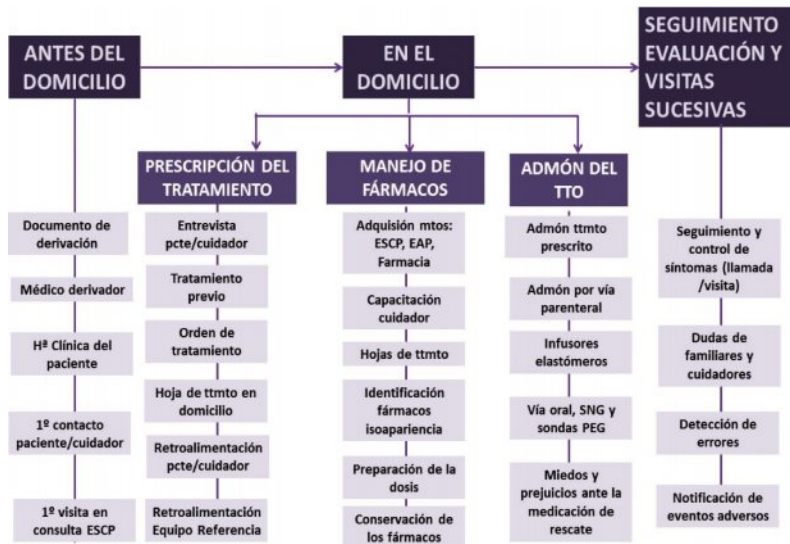 ANTES DEL
DOMICILIO
EN EL
DOMICILIO
SEGUIMIENTO
EVALUACIÓN Y
VISITAS
SUCESIVAS
Documento de
derivación
Médico derivador
Hª Clínica del
paciente
1º contacto
paciente/cuidador
1º visita en
consulta ESCP
PRESCRIPCIÓN DEL
TRATAMIENTO
Entrevista
pcte/cuidador
Tratamiento
previo
Orden de
tratamiento
Hoja de ttmto en
domicilio
Retroalimentación
pcte/cuidador
Retroalimentación
Equipo Referencia
MANEJO DE
FÁRMACOS
Adquisión mtos:
ESCP, EAP,
Farmacia
Capacitación
cuidador
Hojas de ttmto
Identificación
fármacos
isoapariencia
Preparación de la
dosis
Conservación de
los fármacos
ADMÓN DEL
TTO
Admón ttmto
prescrito
Admón por vía
parenteral
Infusores
elastómeros
Vía oral, SNG y
sondas PEG
Miedos y
prejuicios ante la
medicación de
rescate
Seguimiento y
control de
síntomas (llamada
/visita)
Dudas de
familiares y
cuidadores
Detección de
errores
Notificación de
eventos adversos